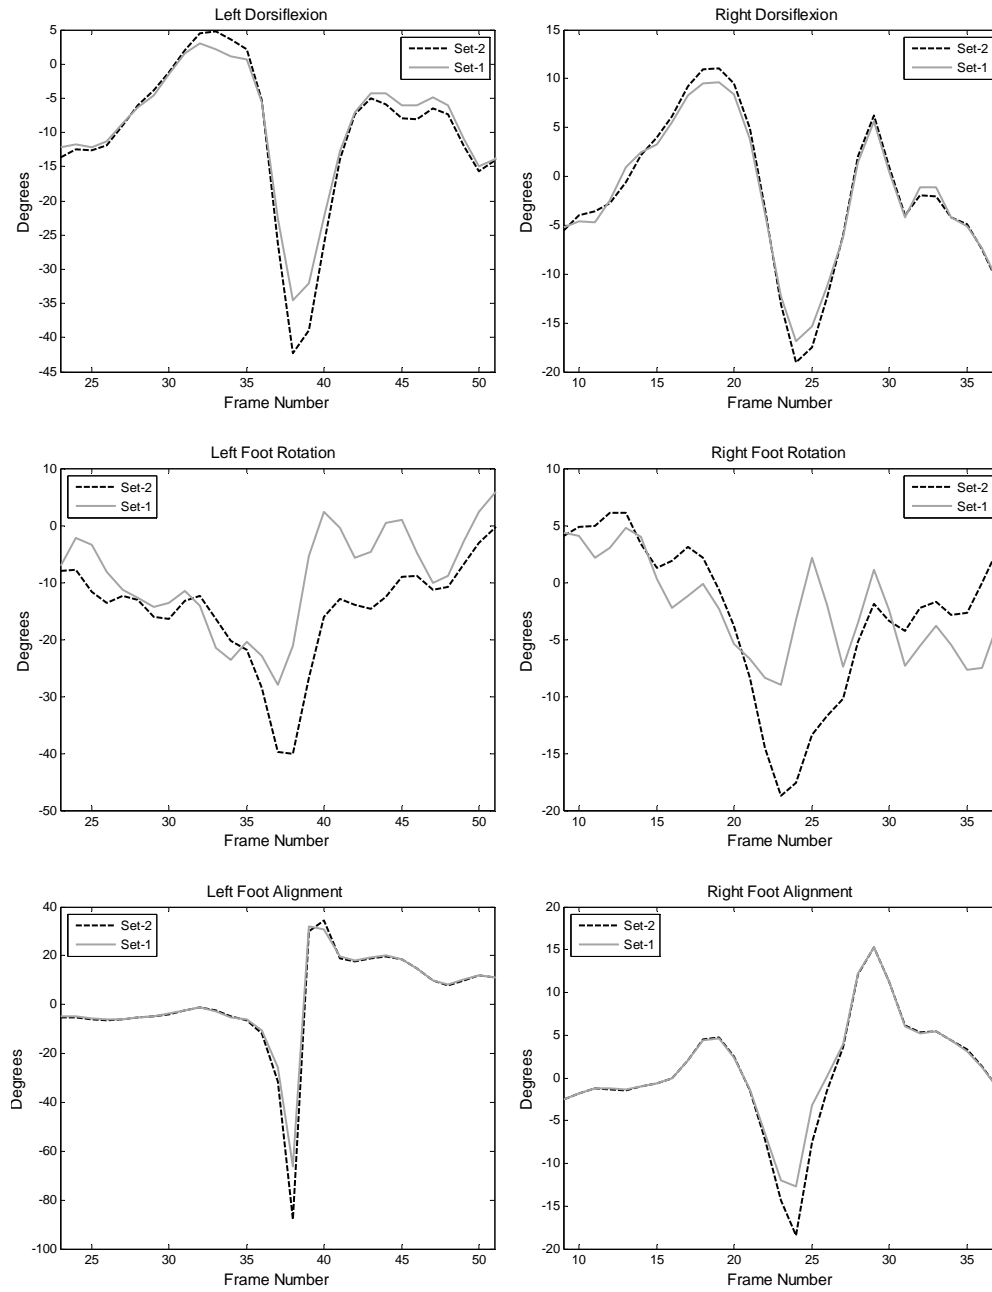 Left Dorsiflexion
5
0
-5
-10
-15
-20
-25
-30
-35
-40
-45
Degrees
Set-2
Set-1
25 30 35 40 45 50
Frame Number
Right Dorsiflexion
15
10
5
0
-5
-10
-15
-20
Degrees
Set-2
Set-1
10 15 20 25 30 35
Frame Number
Left Foot Rotation
10
0
-10
-20
-30
-40
-50
Degrees
Set-2
Set-1
25 30 35 40 45 50
Frame Number
Right Foot Rotation
10
5
0
-5
-10
-15
-20
Degrees
Set-2
Set-1
10 15 20 25 30 35
Frame Number
Left Foot Alignment
40
20
0
-20
-40
-60
-80
-100
Degrees
Set-2
Set-1
25 30 35 40 45 50
Frame Number
Right Foot Alignment
20
15
10
5
0
-5
-10
-15
-20
Degrees
Set-2
Set-1
10 15 20 25 30 35
Frame Number